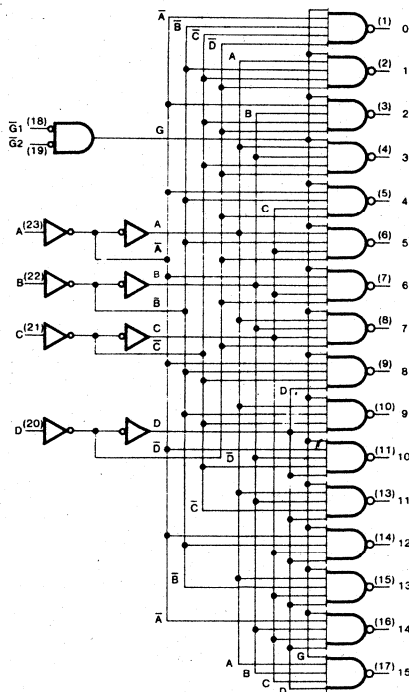 A̅
B̅
C̅
D̅
(1) 0
A
(2) 1
(3) 2
B
G̅1 (18)
G̅2 (19)
G
(4) 3
(5) 4
C
A (23) A
A̅
(6) 5
B (22) B
B̅
(7) 6
C (21) C
C̅
(8) 7
(9) 8
D
(10) 9
D (20) D
D̅
D̅
(11) 10
C̅
(13) 11
(14) 12
B̅
(15) 13
A̅
(16) 14
G
A
B
C
D
(17) 15